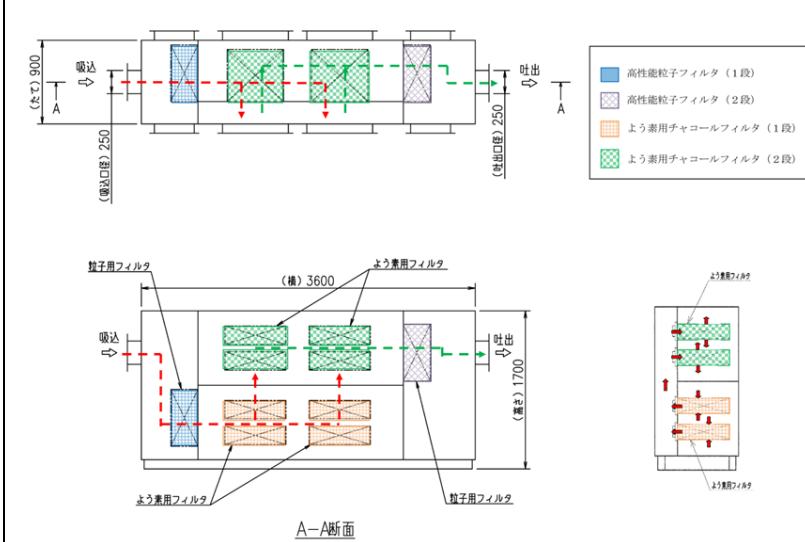 吸込
吐出
(たて) 900
A
A
(吸込口径) 250
(吐出口径) 250
高性能粒子フィルタ（1段）
高性能粒子フィルタ（2段）
よう素用チャコールフィルタ（1段）
よう素用チャコールフィルタ（2段）
粒子用フィルタ
よう素用フィルタ
(横) 3600
吸込
吐出
(高さ) 1700
よう素用フィルタ
粒子用フィルタ
A−A断面
よう素用フィルタ
よう素用フィルタ